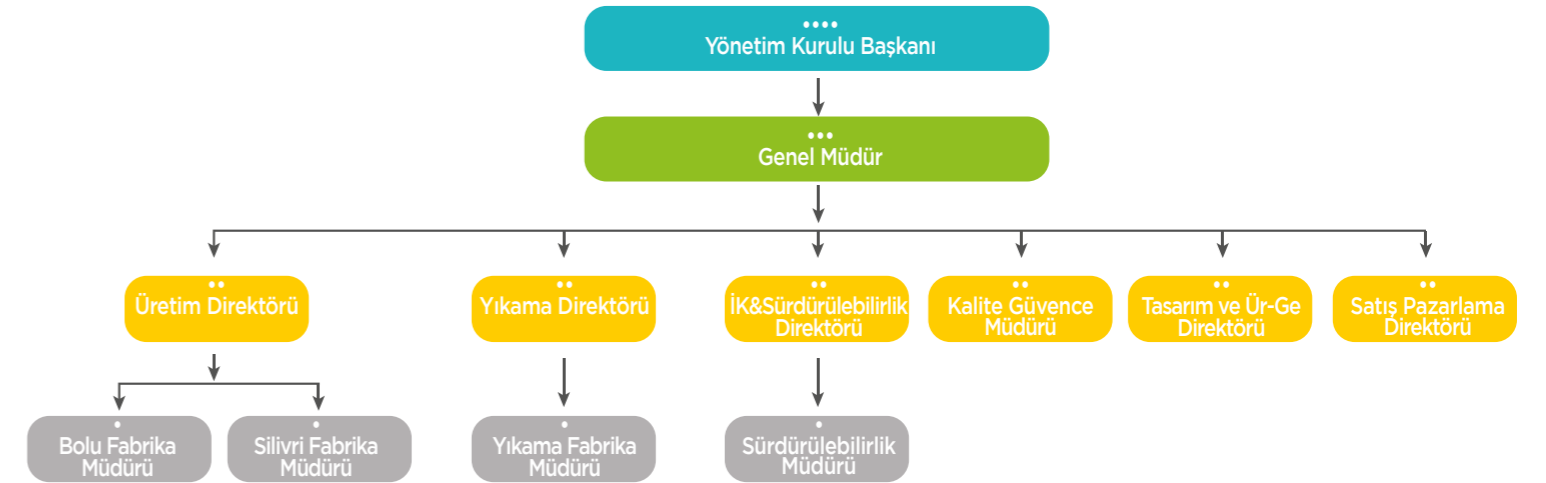 Yönetim Kurulu Başkanı
Genel Müdür
Üretim Direktörü
Yıkama Direktörü
İK&Sürdürülebilirlik
Direktörü
Kalite Güvence
Müdürü
Tasarım ve Ür-Ge
Direktörü
Satış Pazarlama
Direktörü
Bolu Fabrika
Müdürü
Silivri Fabrika
Müdürü
Yıkama Fabrika
Müdürü
Sürdürülebilirlik
Müdürü